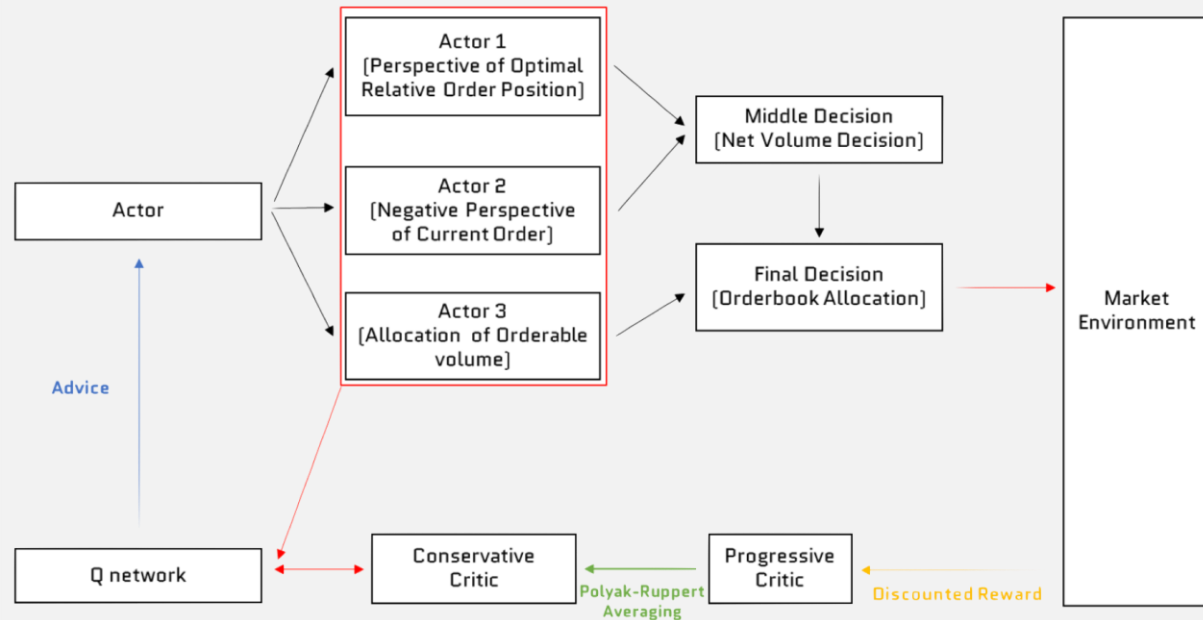 Actor 1
(Perspective of Optimal
Relative Order Position)
Middle Decision
(Net Volume Decision)
Actor
Actor 2
(Negative Perspective
of Current Order)
Final Decision
(Orderbook Allocation)
Actor 3
(Allocation of Orderable
volume)
Market
Environment
Advice
Q network
Conservative
Critic
Polyak-Ruppert
Averaging
Progressive
Critic
Discounted Reward